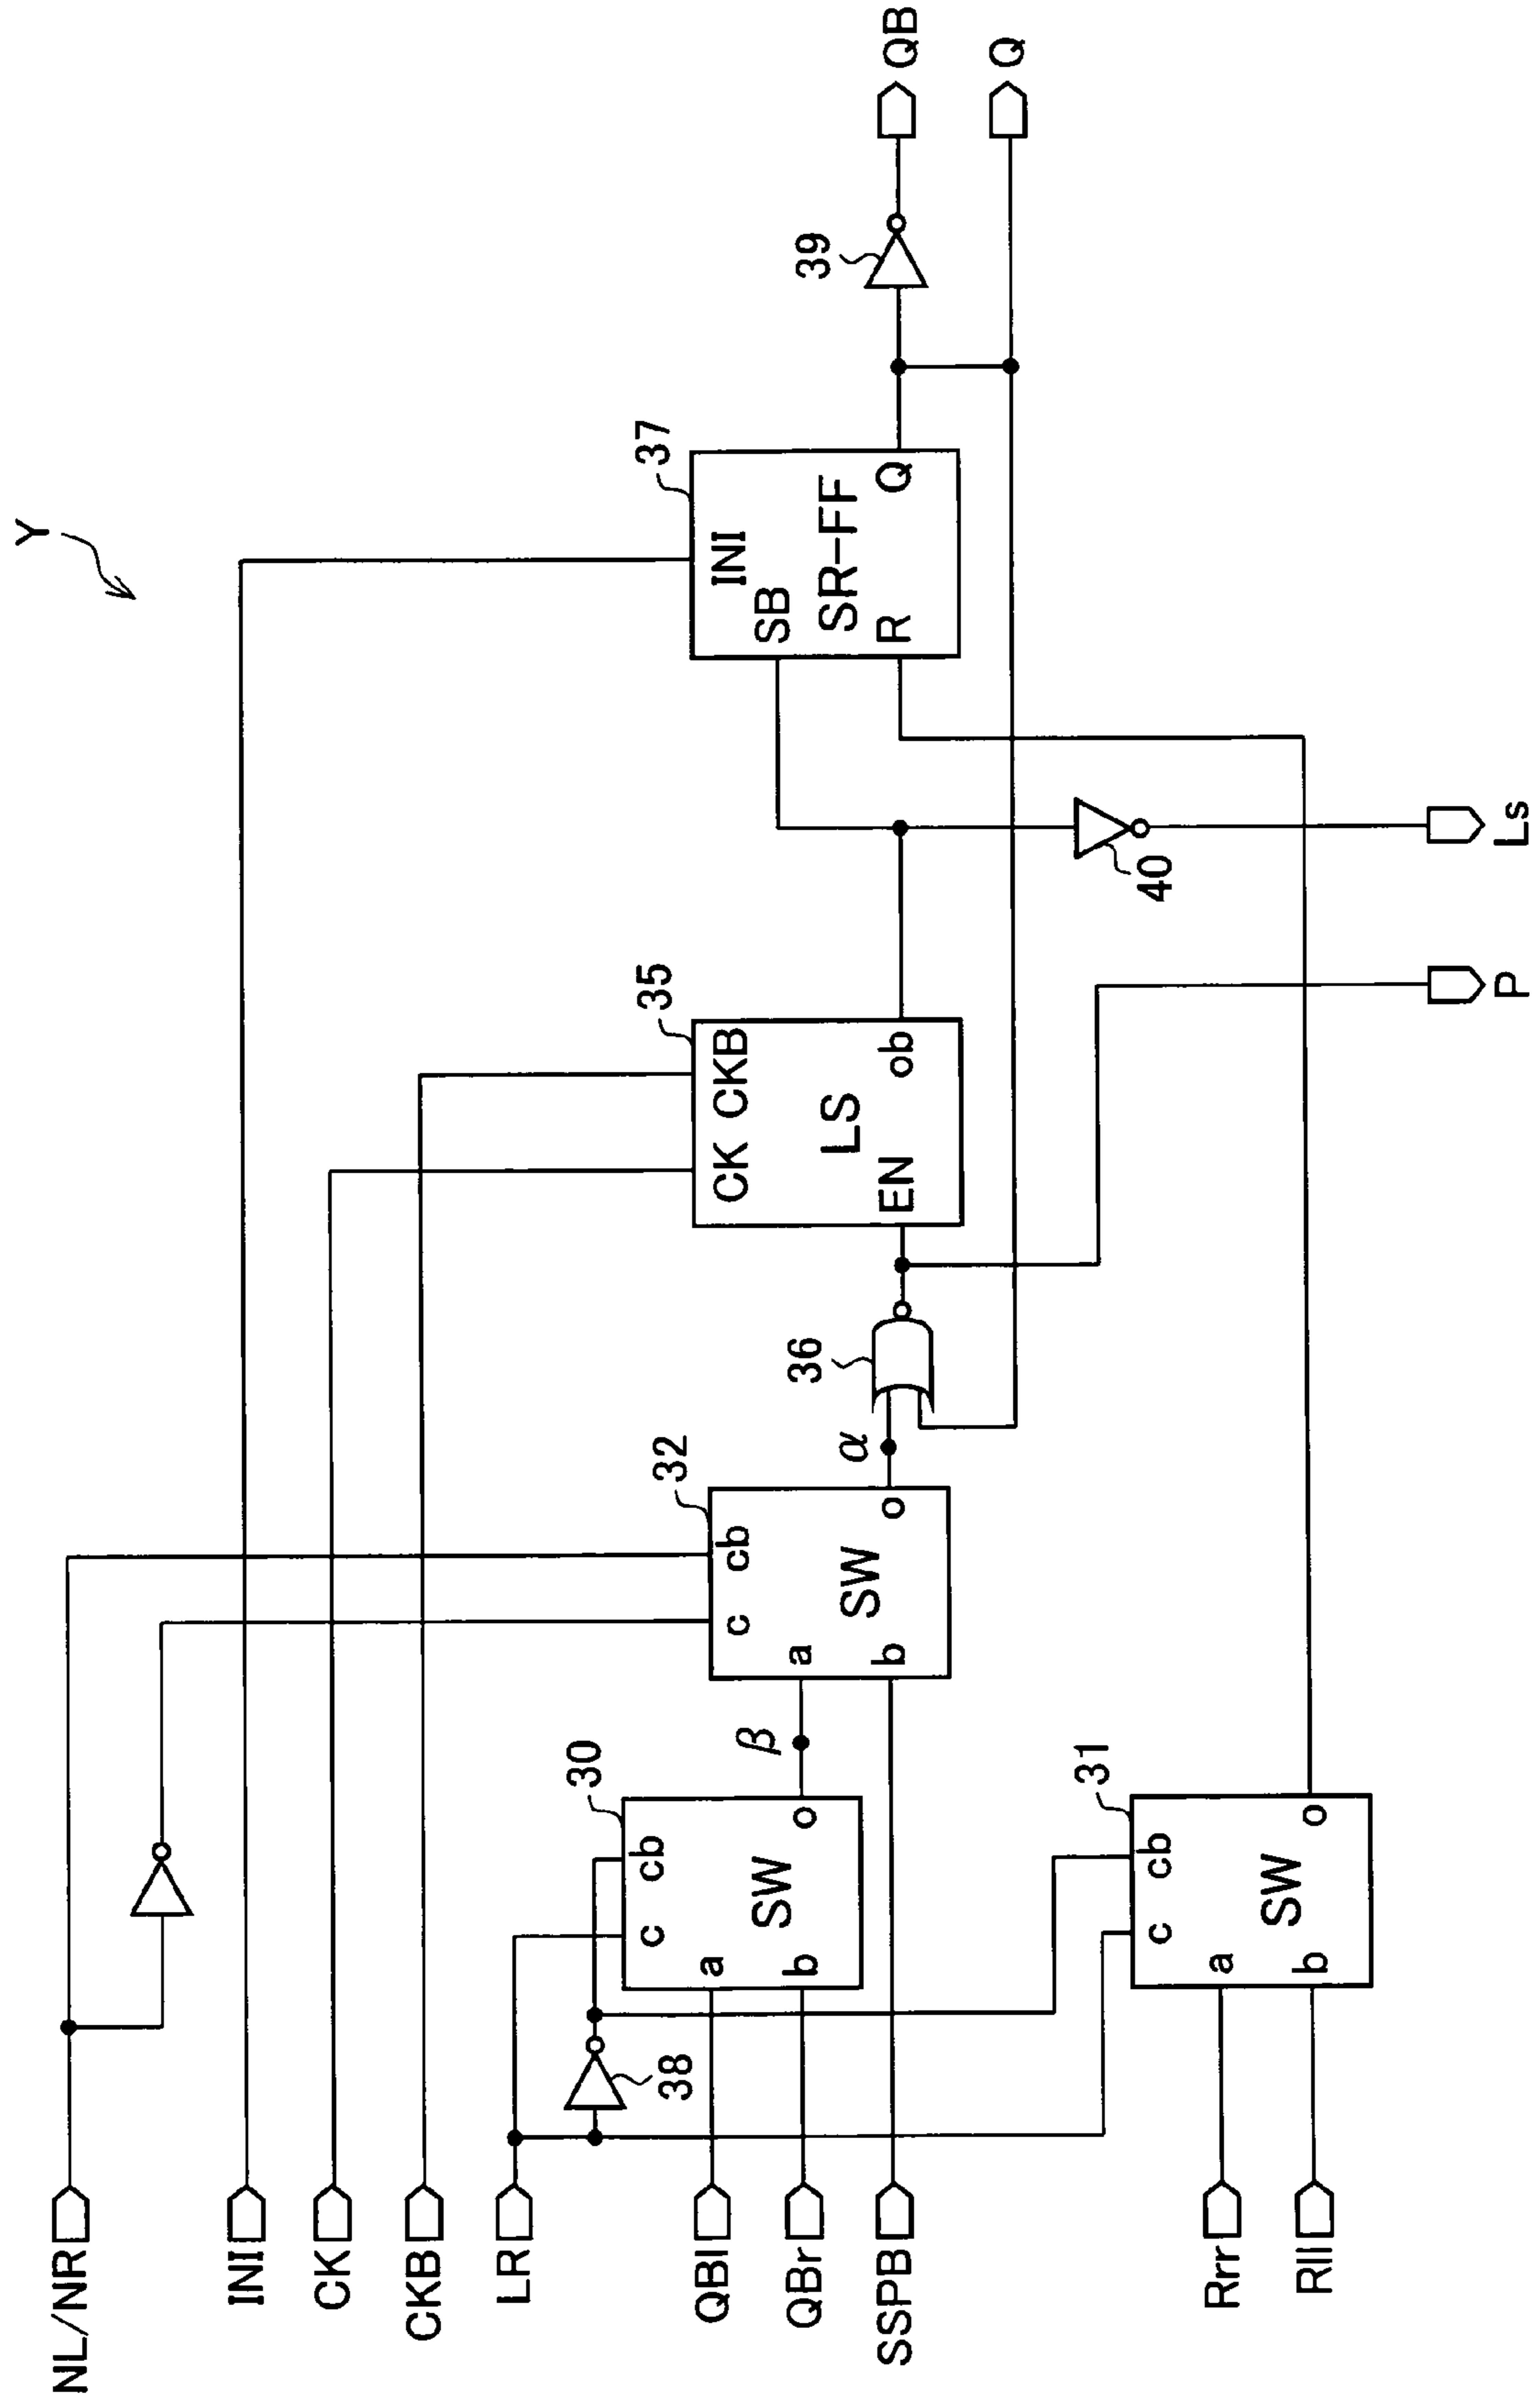 Y
NL/NR
INI
CK
CKB
LR
QBl
QBr
SSPB
Rrr
Rll
38
30
c
cb
a
b
SW
o
β
31
c
cb
a
b
SW
o
32
c
cb
a
b
SW
o
α
36
35
CK CKB
LS
EN
ob
P
40
Ls
37
INI
SB
SR-FF
R
Q
39
QB
Q